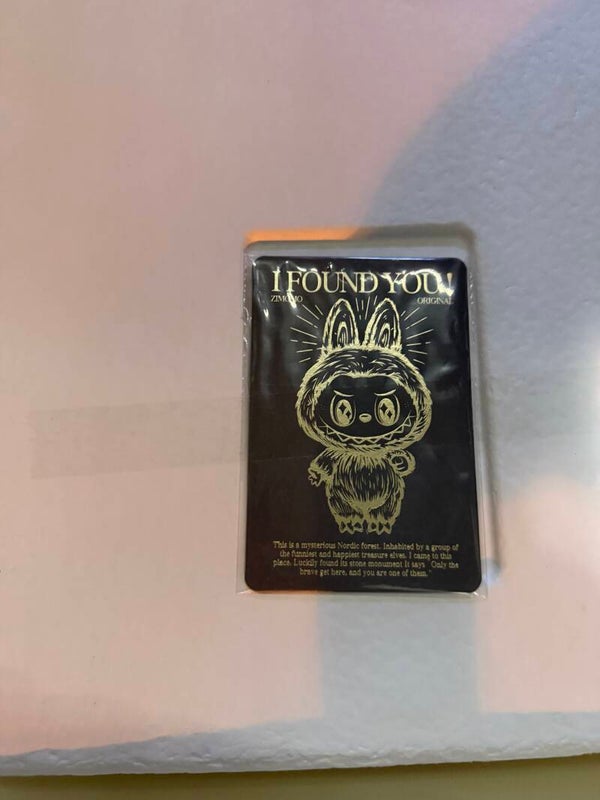 I FOUND YOU!
ZIMOMO ORIGINAL
This is a mysterious Nordic forest. Inhabited by a group of
the funniest and happiest treasure elves. I came to this
place. Luckily found its stone monument It says "Only the
brave get here, and you are one of them."